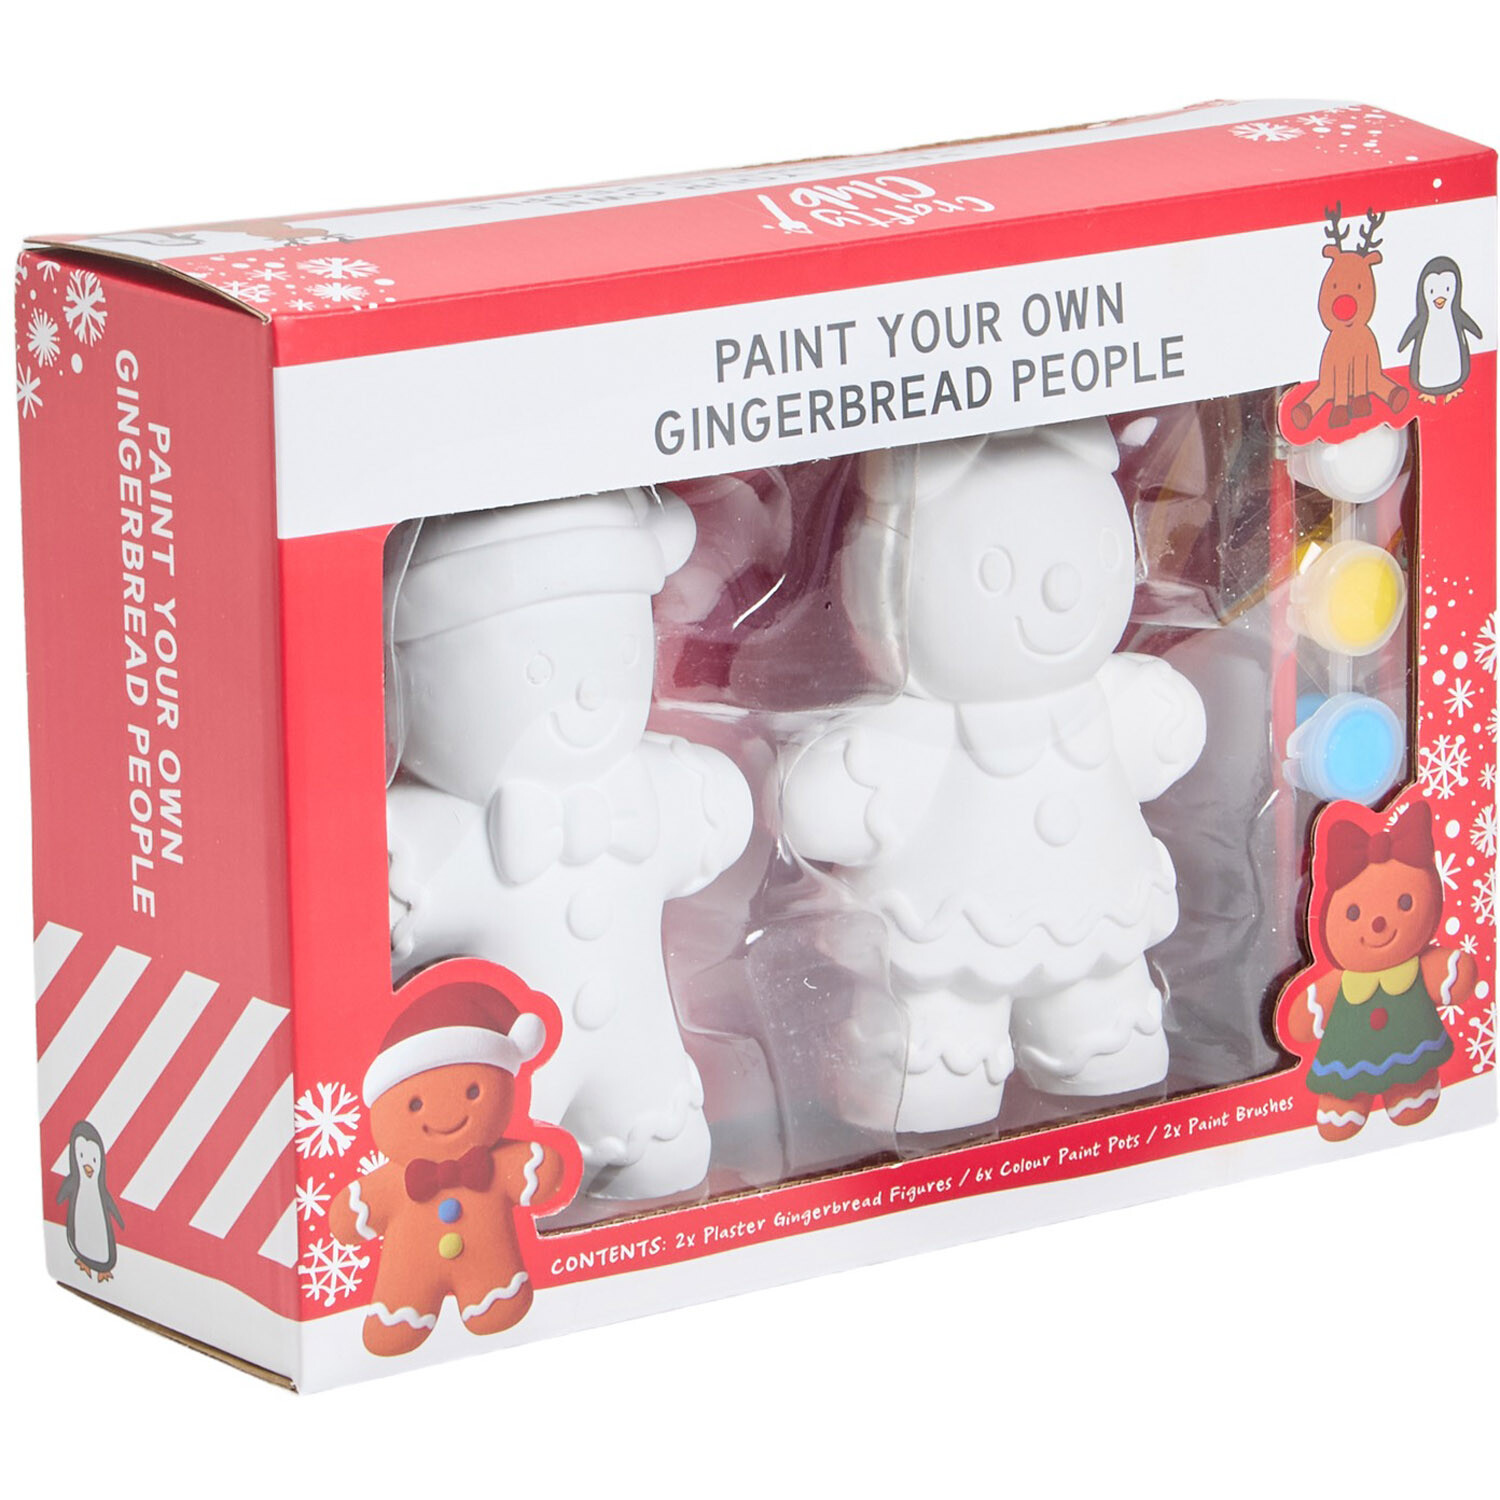 Crafty
Club!
PAINT YOUR OWN
GINGERBREAD PEOPLE
PAINT YOUR OWN
GINGERBREAD PEOPLE
CONTENTS: 2x Plaster Gingerbread Figures / 6x Colour Paint Pots / 2x Paint Brushes